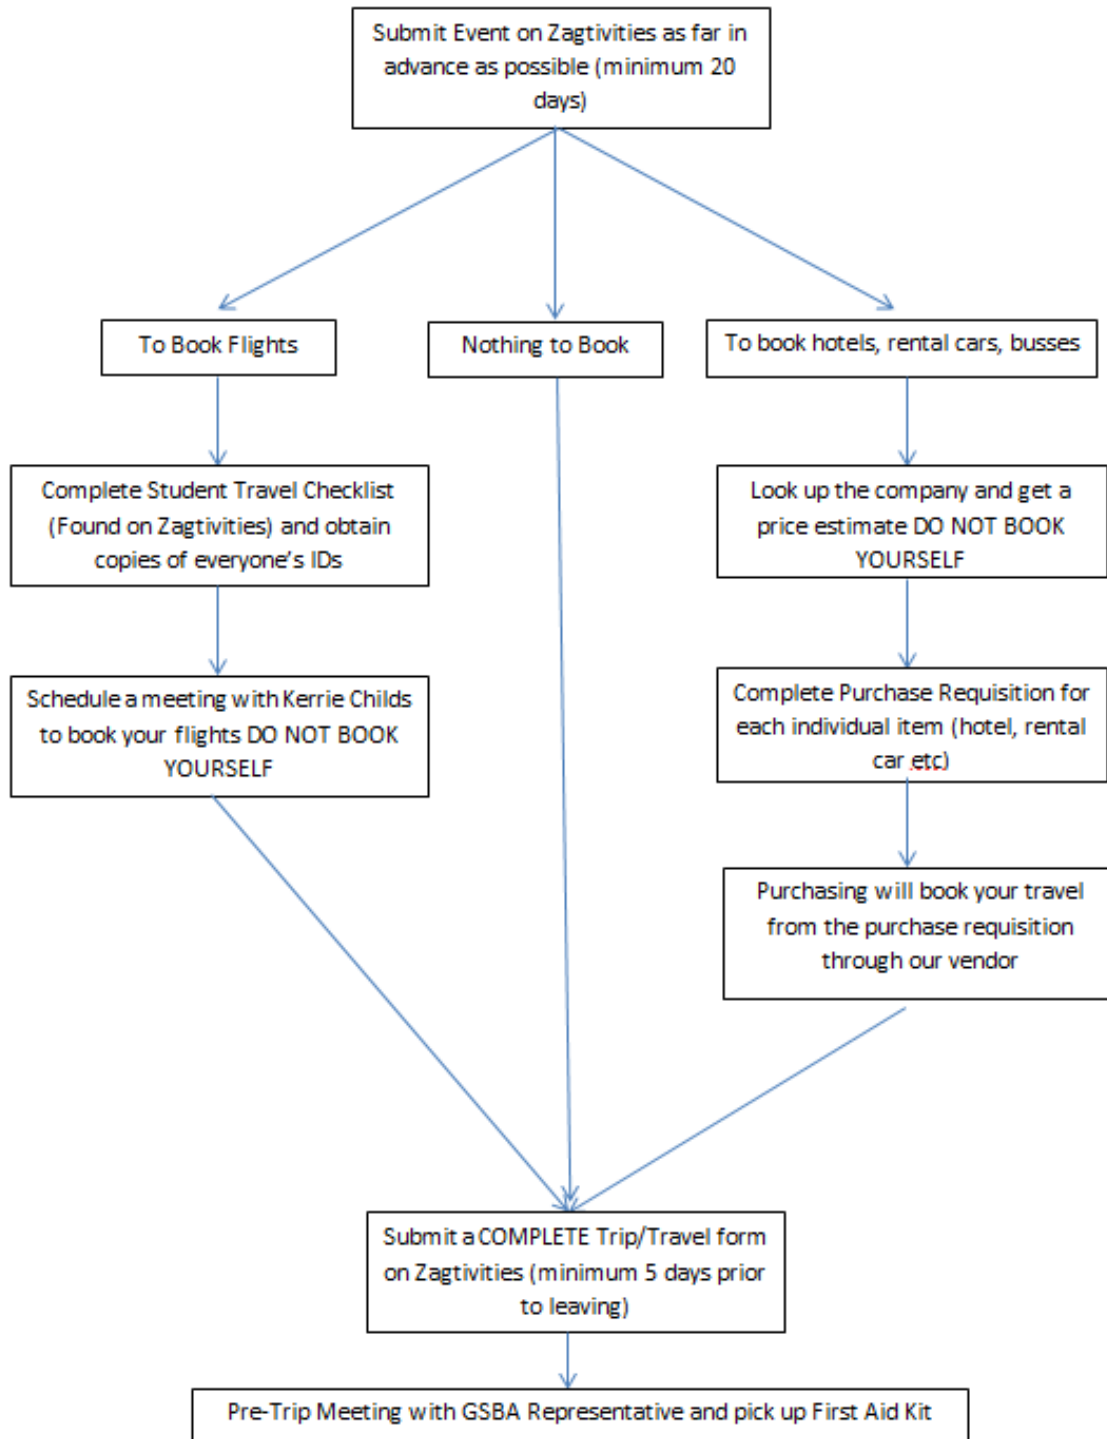 Submit Event on Zagtivities as far in
advance as possible (minimum 20
days)
To Book Flights
Nothing to Book
To book hotels, rental cars, busses
Complete Student Travel Checklist
(Found on Zagtivities) and obtain
copies of everyone's IDs
Look up the company and get a
price estimate DO NOT BOOK
YOURSELF
Schedule a meeting with Kerrie Childs
to book your flights DO NOT BOOK
YOURSELF
Complete Purchase Requisition for
each individual item (hotel, rental
car etc)
Purchasing will book your travel
from the purchase requisition
through our vendor
Submit a COMPLETE Trip/Travel form
on Zagtivities (minimum 5 days prior
to leaving)
Pre-Trip Meeting with GSBA Representative and pick up First Aid Kit